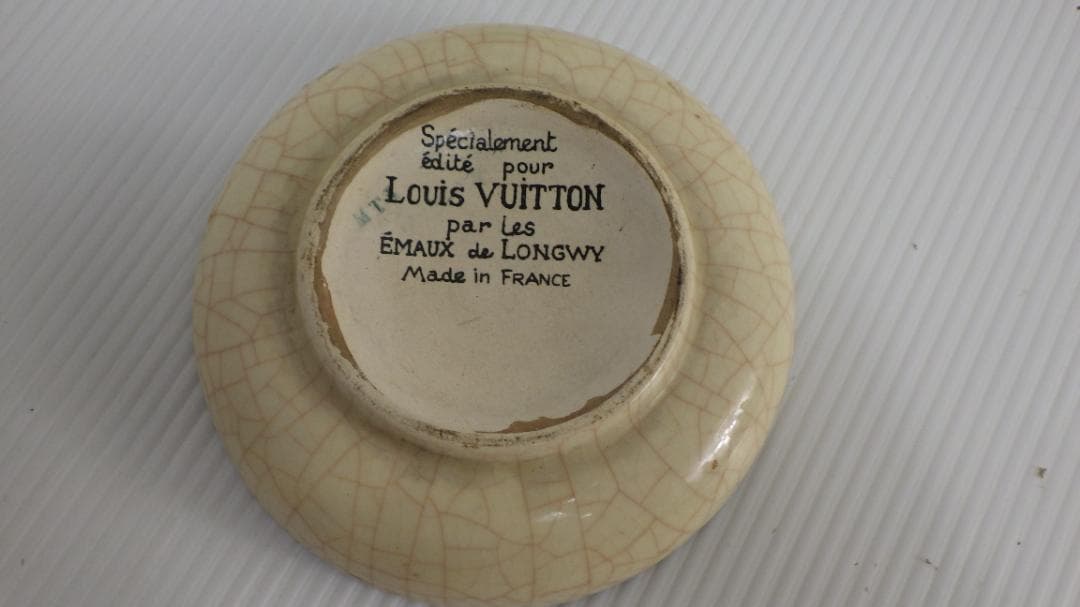 Spécialement
édité pour
Louis VUITTON
par les
ÉMAUX de LONGWY
Made in FRANCE